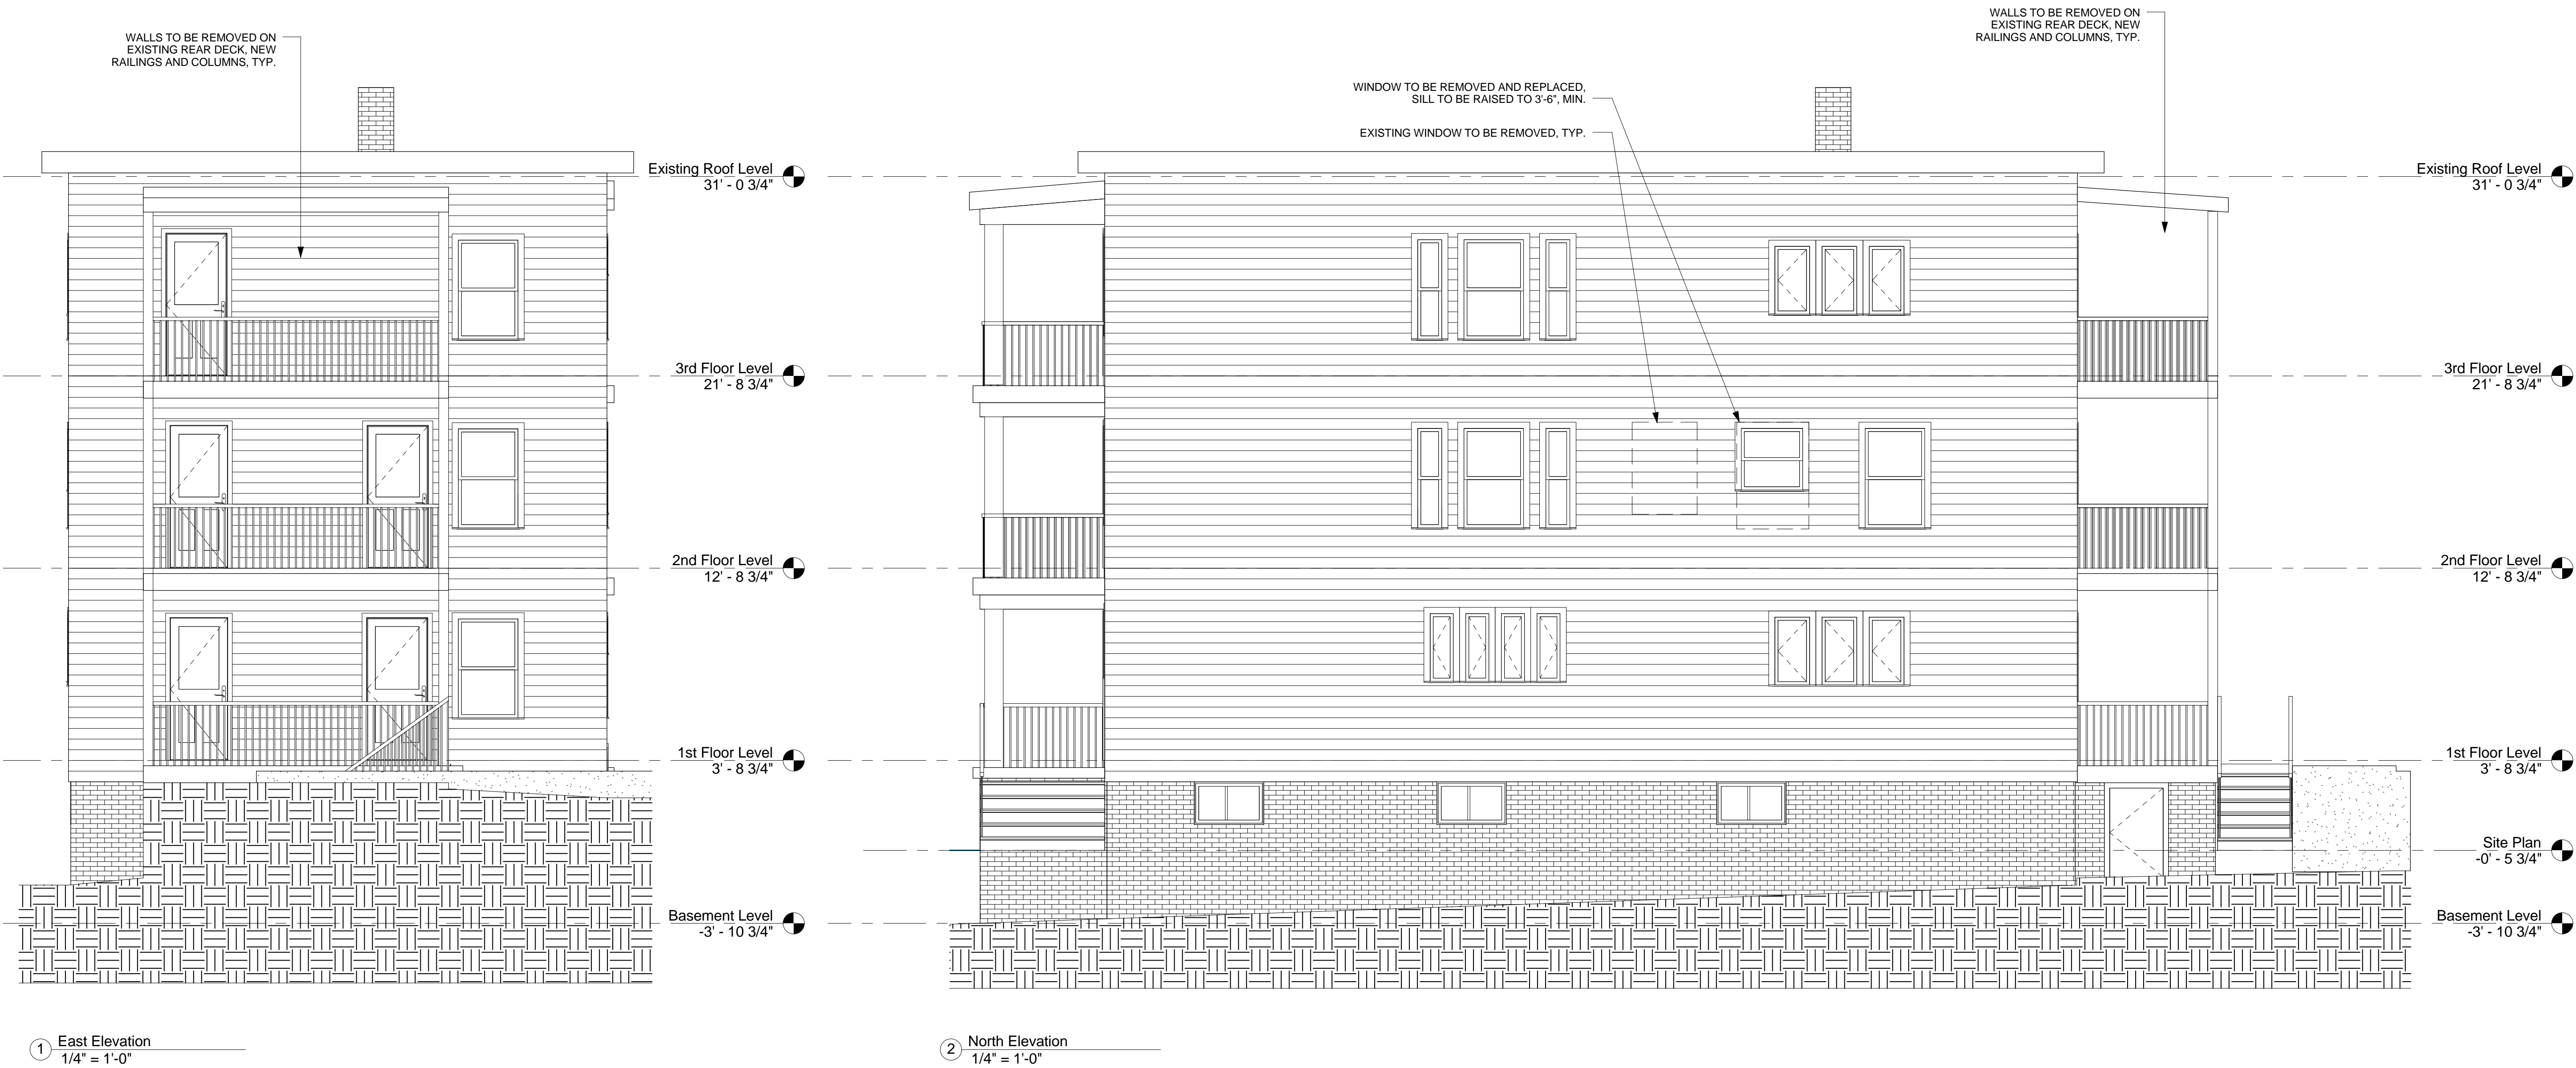 WALLS TO BE REMOVED ON
EXISTING REAR DECK, NEW
RAILINGS AND COLUMNS, TYP.
Existing Roof Level
31' - 0 3/4"
3rd Floor Level
21' - 8 3/4"
2nd Floor Level
12' - 8 3/4"
1st Floor Level
3' - 8 3/4"
Basement Level
-3' - 10 3/4"
1
East Elevation
1/4" = 1'-0"
WALLS TO BE REMOVED ON
EXISTING REAR DECK, NEW
RAILINGS AND COLUMNS, TYP.
WINDOW TO BE REMOVED AND REPLACED,
SILL TO BE RAISED TO 3'-6", MIN.
EXISTING WINDOW TO BE REMOVED, TYP.
Existing Roof Level
31' - 0 3/4"
3rd Floor Level
21' - 8 3/4"
2nd Floor Level
12' - 8 3/4"
1st Floor Level
3' - 8 3/4"
Site Plan
-0' - 5 3/4"
Basement Level
-3' - 10 3/4"
2
North Elevation
1/4" = 1'-0"